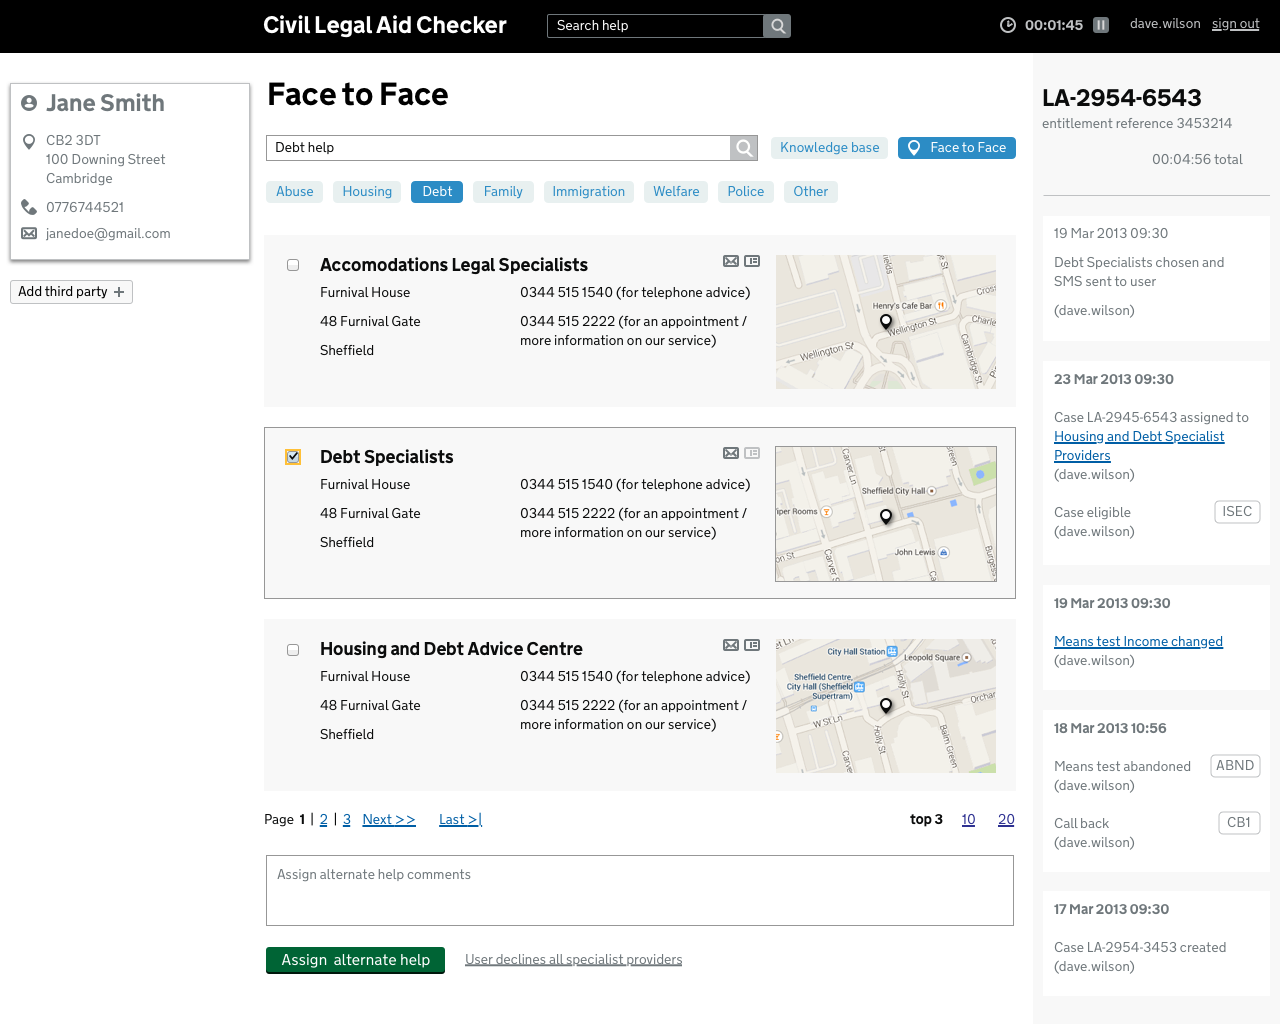 Civil Legal Aid Checker
Search help
00:01:45
dave.wilson
sign out
Jane Smith
CB2 3DT
100 Downing Street
Cambridge
0776744521
janedoe@gmail.com
Add third party
Face to Face
Debt help
Knowledge base
Face to Face
Abuse
Housing
Debt
Family
Immigration
Welfare
Police
Other
Accomodations Legal Specialists
Furnival House
48 Furnival Gate
Sheffield
0344 515 1540 (for telephone advice)
0344 515 2222 (for an appointment /
more information on our service)
Henry's Cafe Bar
Wellington St
Wellington St
Cambridge St
Debt Specialists
Furnival House
48 Furnival Gate
Sheffield
0344 515 1540 (for telephone advice)
0344 515 2222 (for an appointment /
more information on our service)
Carver Ln
Green
Sheffield City Hall
Rooms
John Lewis
Carver S
Burgess
Housing and Debt Advice Centre
Furnival House
48 Furnival Gate
Sheffield
0344 515 1540 (for telephone advice)
0344 515 2222 (for an appointment /
more information on our service)
City Hall Station
Leopold Square
Sheffield Centre,
City Hall (Sheffield
Supertram)
Holly St
Orchar
W St Ln
Holly St
Balm Green
Page 1 | 2 | 3 Next >> Last >|
top 3 10 20
Assign alternate help comments
Assign alternate help
User declines all specialist providers
LA-2954-6543
entitlement reference 3453214
00:04:56 total
19 Mar 2013 09:30
Debt Specialists chosen and
SMS sent to user
(dave.wilson)
23 Mar 2013 09:30
Case LA-2945-6543 assigned to
Housing and Debt Specialist
Providers
(dave.wilson)
Case eligible
ISEC
(dave.wilson)
19 Mar 2013 09:30
Means test Income changed
(dave.wilson)
18 Mar 2013 10:56
Means test abandoned
ABND
(dave.wilson)
Call back
CB1
(dave.wilson)
17 Mar 2013 09:30
Case LA-2954-3453 created
(dave.wilson)